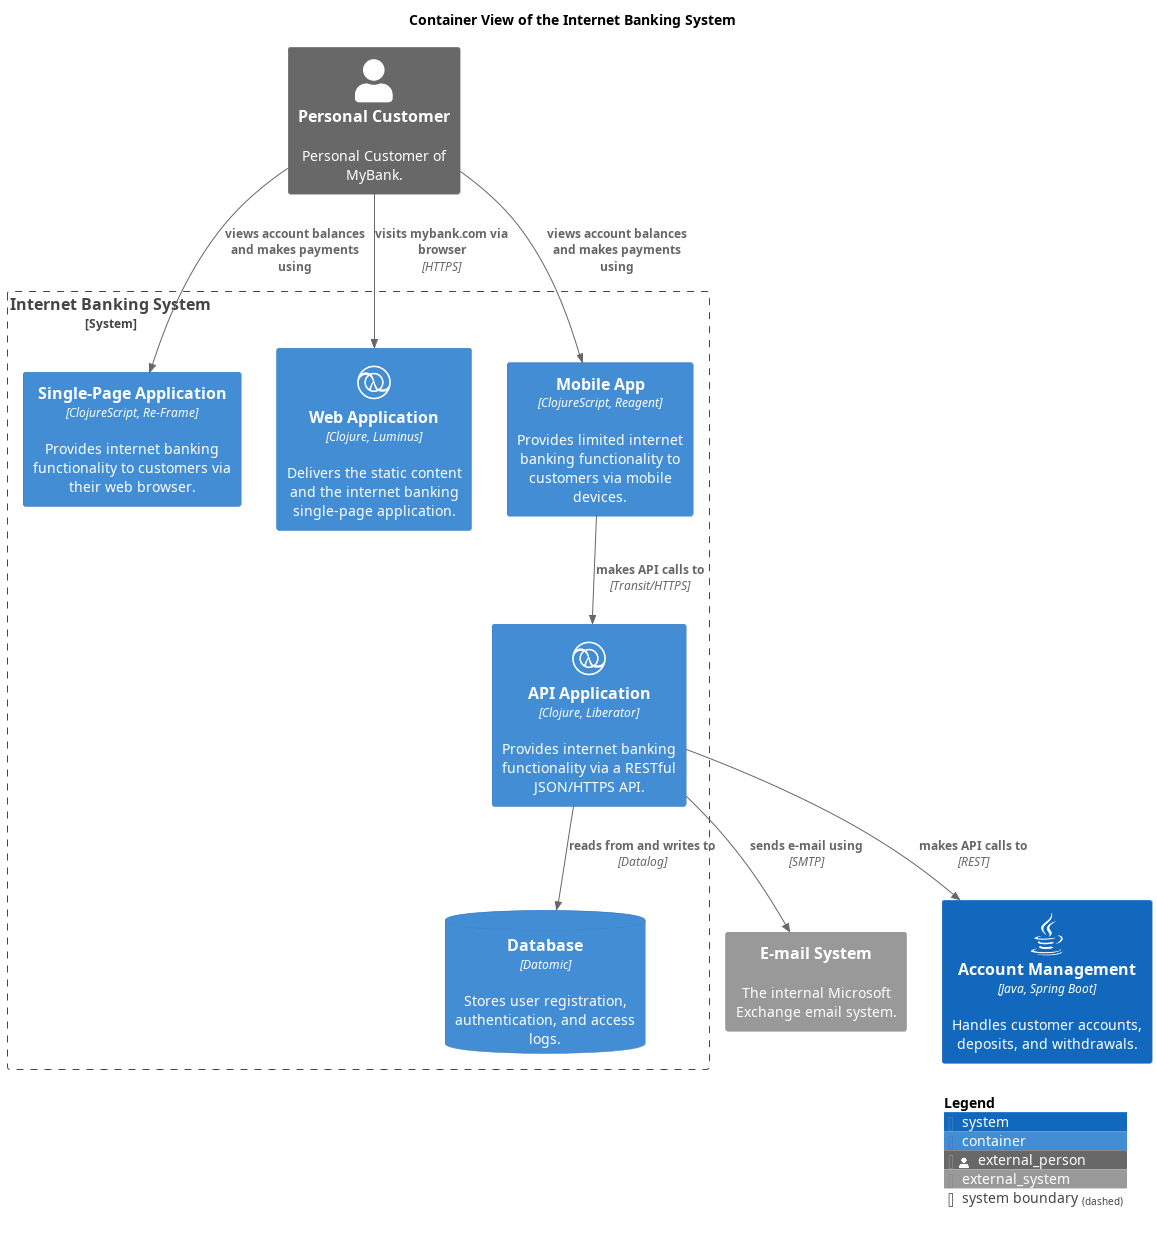 Container View of the Internet Banking System
Personal Customer
Personal Customer of
MyBank.
views account balances
and makes payments
using
visits mybank.com via
browser
[HTTPS]
views account balances
and makes payments
using
Internet Banking System
[System]
Single-Page Application
[ClojureScript, Re-Frame]
Provides internet banking
functionality to customers via
their web browser.
Web Application
[Clojure, Luminus]
Delivers the static content
and the internet banking
single-page application.
Mobile App
[ClojureScript, Reagent]
Provides limited internet
banking functionality to
customers via mobile
devices.
makes API calls to
[Transit/HTTPS]
API Application
[Clojure, Liberator]
Provides internet banking
functionality via a RESTful
JSON/HTTPS API.
reads from and writes to
[Datalog]
sends e-mail using
[SMTP]
makes API calls to
[REST]
Database
[Datomic]
Stores user registration,
authentication, and access
logs.
E-mail System
The internal Microsoft
Exchange email system.
Account Management
[Java, Spring Boot]
Handles customer accounts,
deposits, and withdrawals.
Legend
system
container
external_person
external_system
system boundary (dashed)